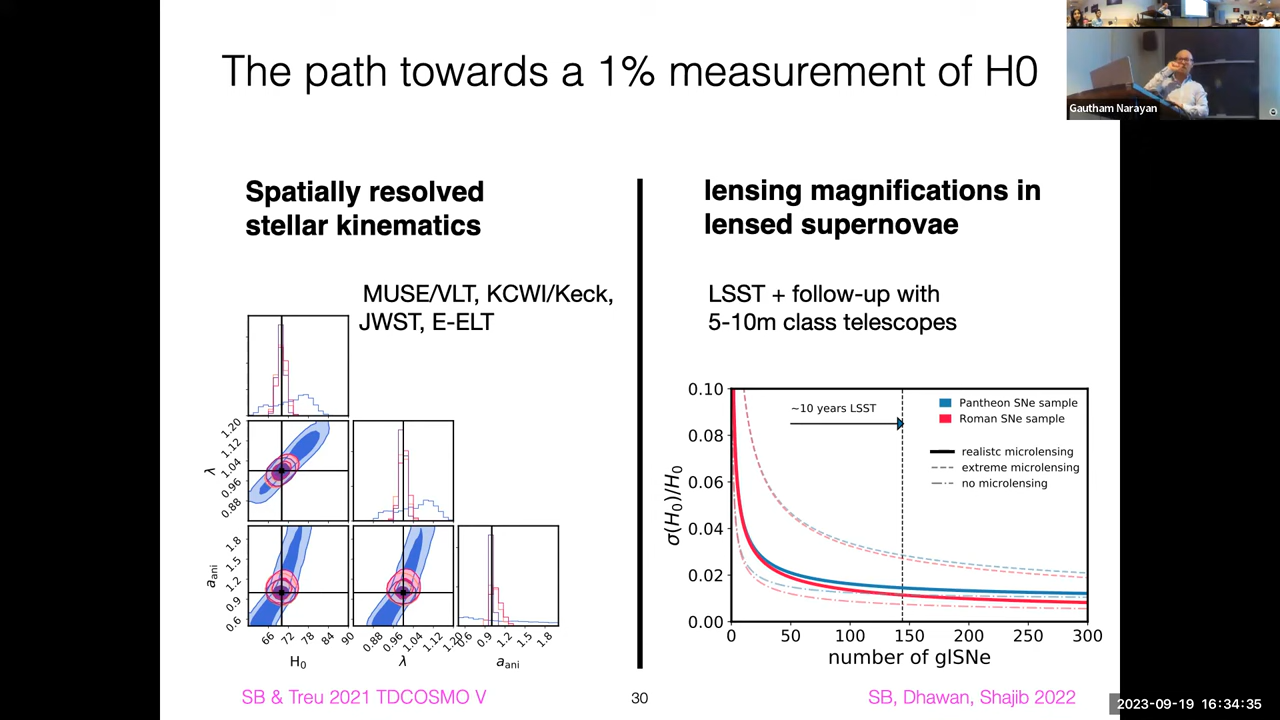 The path towards a 1% measurement of H0
Gautham Narayan
Spatially resolved
stellar kinematics
MUSE/VLT, KCWI/Keck,
JWST, E-ELT
λ
1.20
1.12
1.04
0.96
0.88
a_ani
1.8
1.5
1.2
0.9
0.6
66 72 78 84 90
H₀
0.88 0.96 1.04 1.12 1.20
λ
0.6 0.9 1.2 1.5 1.8
a_ani
SB & Treu 2021 TDCOSMO V
lensing magnifications in
lensed supernovae
LSST + follow-up with
5-10m class telescopes
~10 years LSST
Pantheon SNe sample
Roman SNe sample
realistc microlensing
extreme microlensing
no microlensing
σ(H₀)/H₀
0.10
0.08
0.06
0.04
0.02
0.00
0 50 100 150 200 250 300
number of glSNe
30
SB, Dhawan, Shajib 2022
2023-09-19 16:34:35